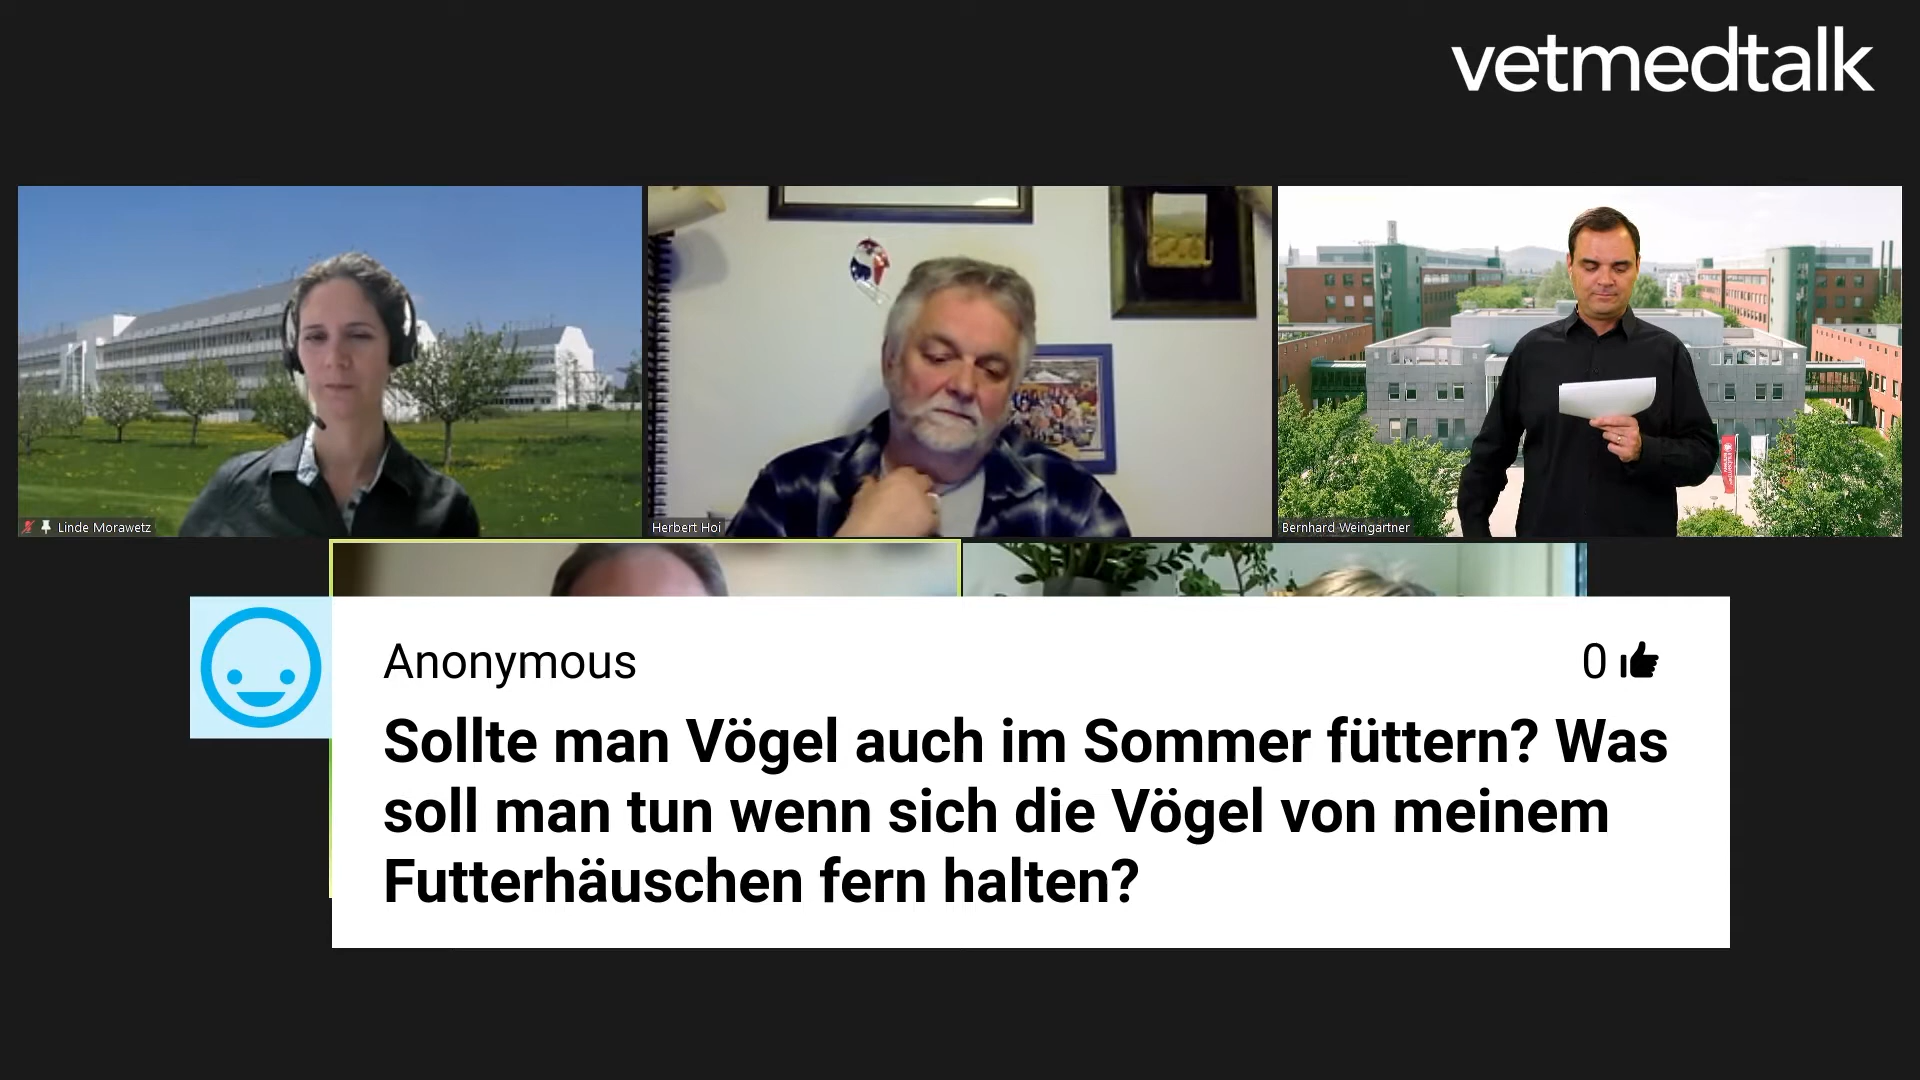 vetmedtalk
Linde Morawetz
Herbert Hoi
Bernhard Weingartner
Anonymous
0
Sollte man Vögel auch im Sommer füttern? Was
soll man tun wenn sich die Vögel von meinem
Futterhäuschen fern halten?